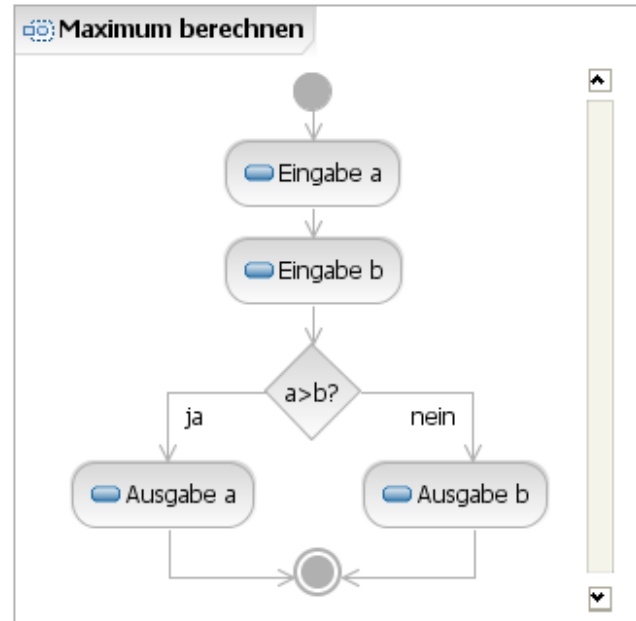 Maximum berechnen
Eingabe a
Eingabe b
a>b?
ja
nein
Ausgabe a
Ausgabe b